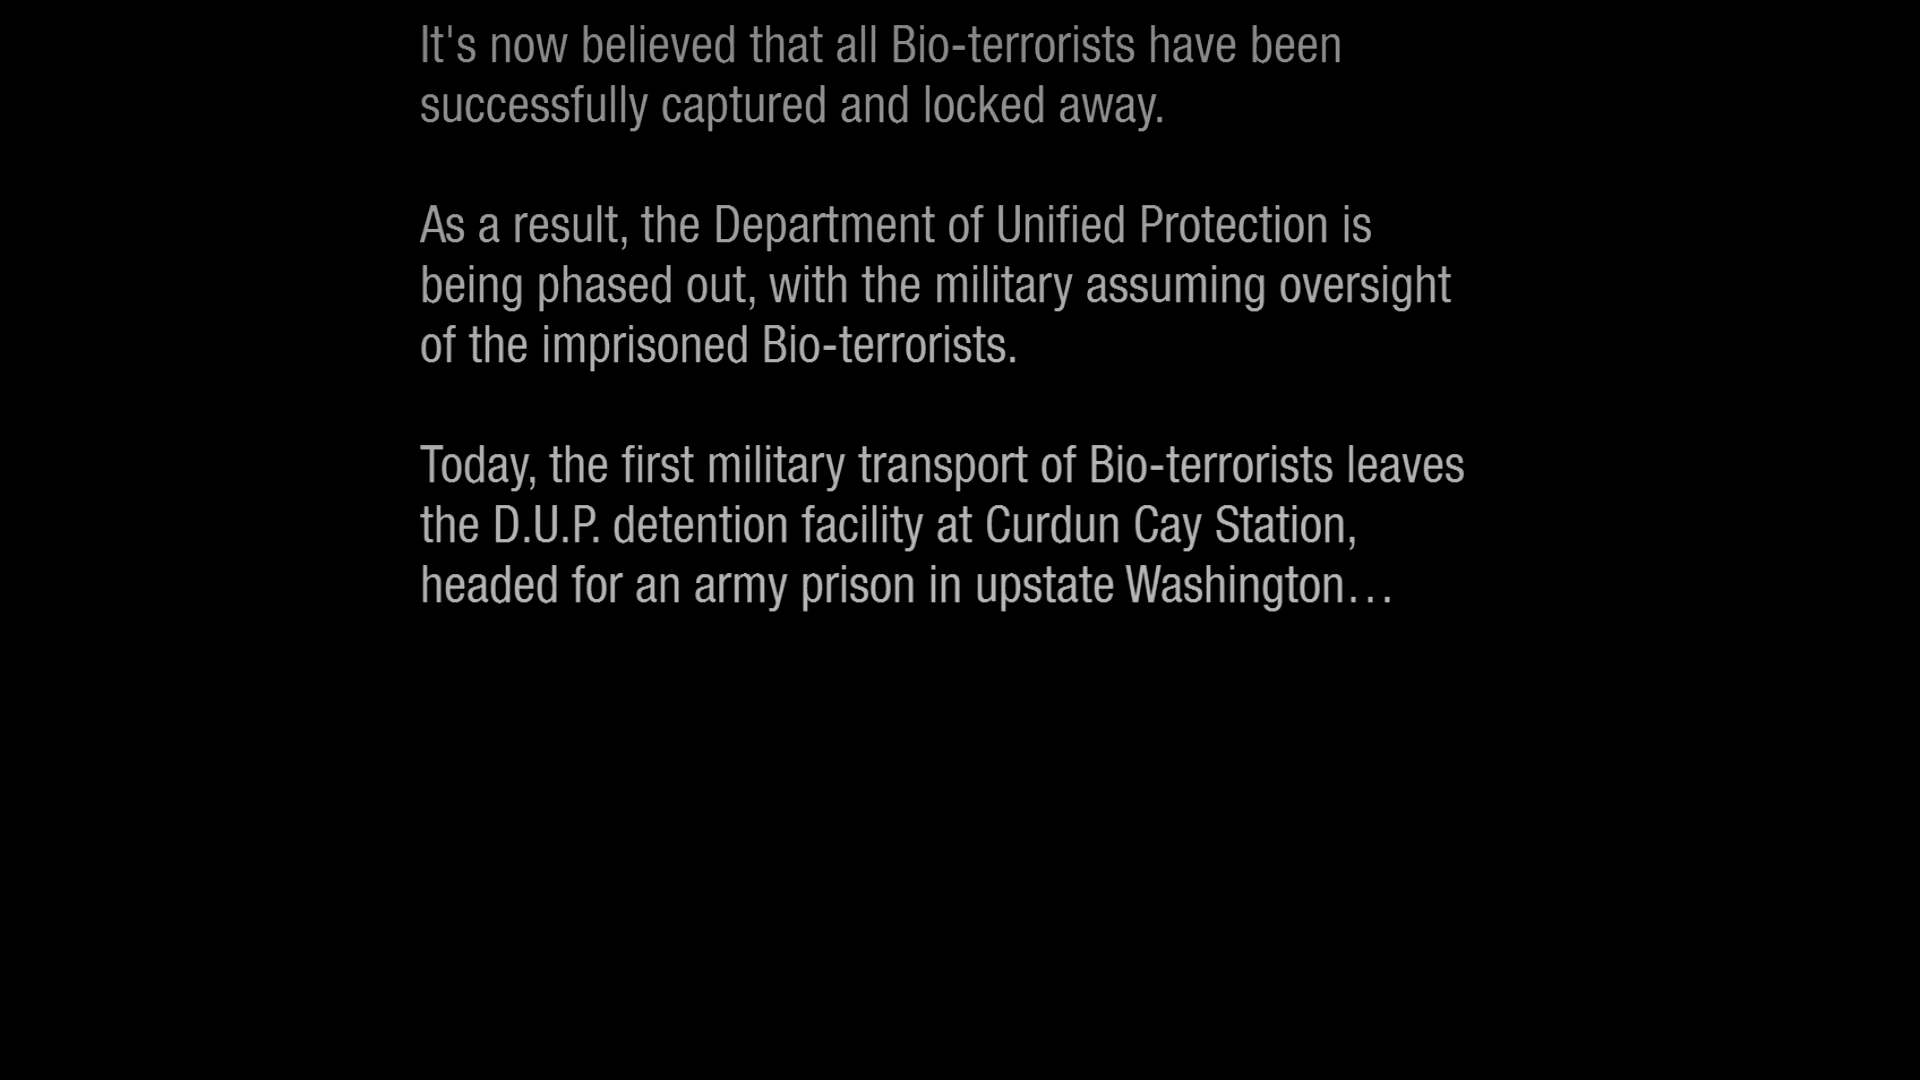 It's now believed that all Bio-terrorists have been
successfully captured and locked away.
As a result, the Department of Unified Protection is
being phased out, with the military assuming oversight
of the imprisoned Bio-terrorists.
Today, the first military transport of Bio-terrorists leaves
the D.U.P. detention facility at Curdun Cay Station,
headed for an army prison in upstate Washington…